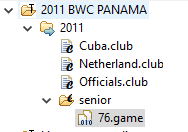 2011 BWC PANAMA
2011
Cuba.club
Netherland.club
Officials.club
senior
76.game